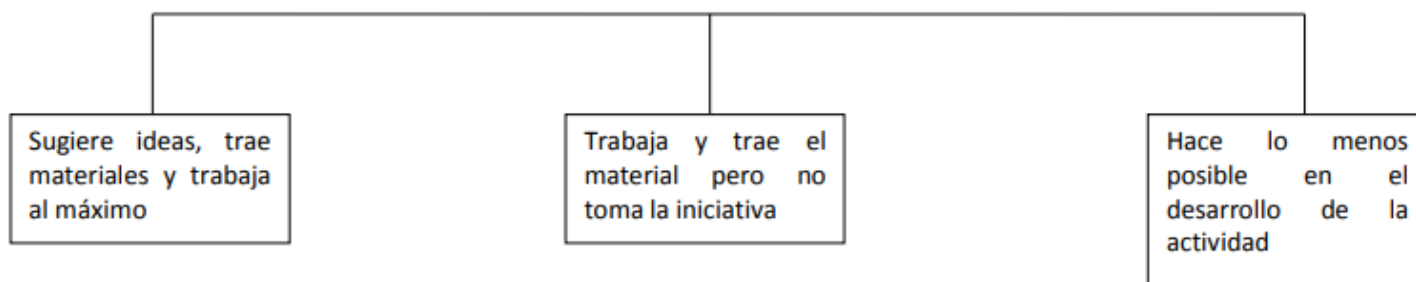 Sugiere ideas, trae
materiales y trabaja
al máximo
Trabaja y trae el
material pero no
toma la iniciativa
Hace lo menos
posible en el
desarrollo de la
actividad